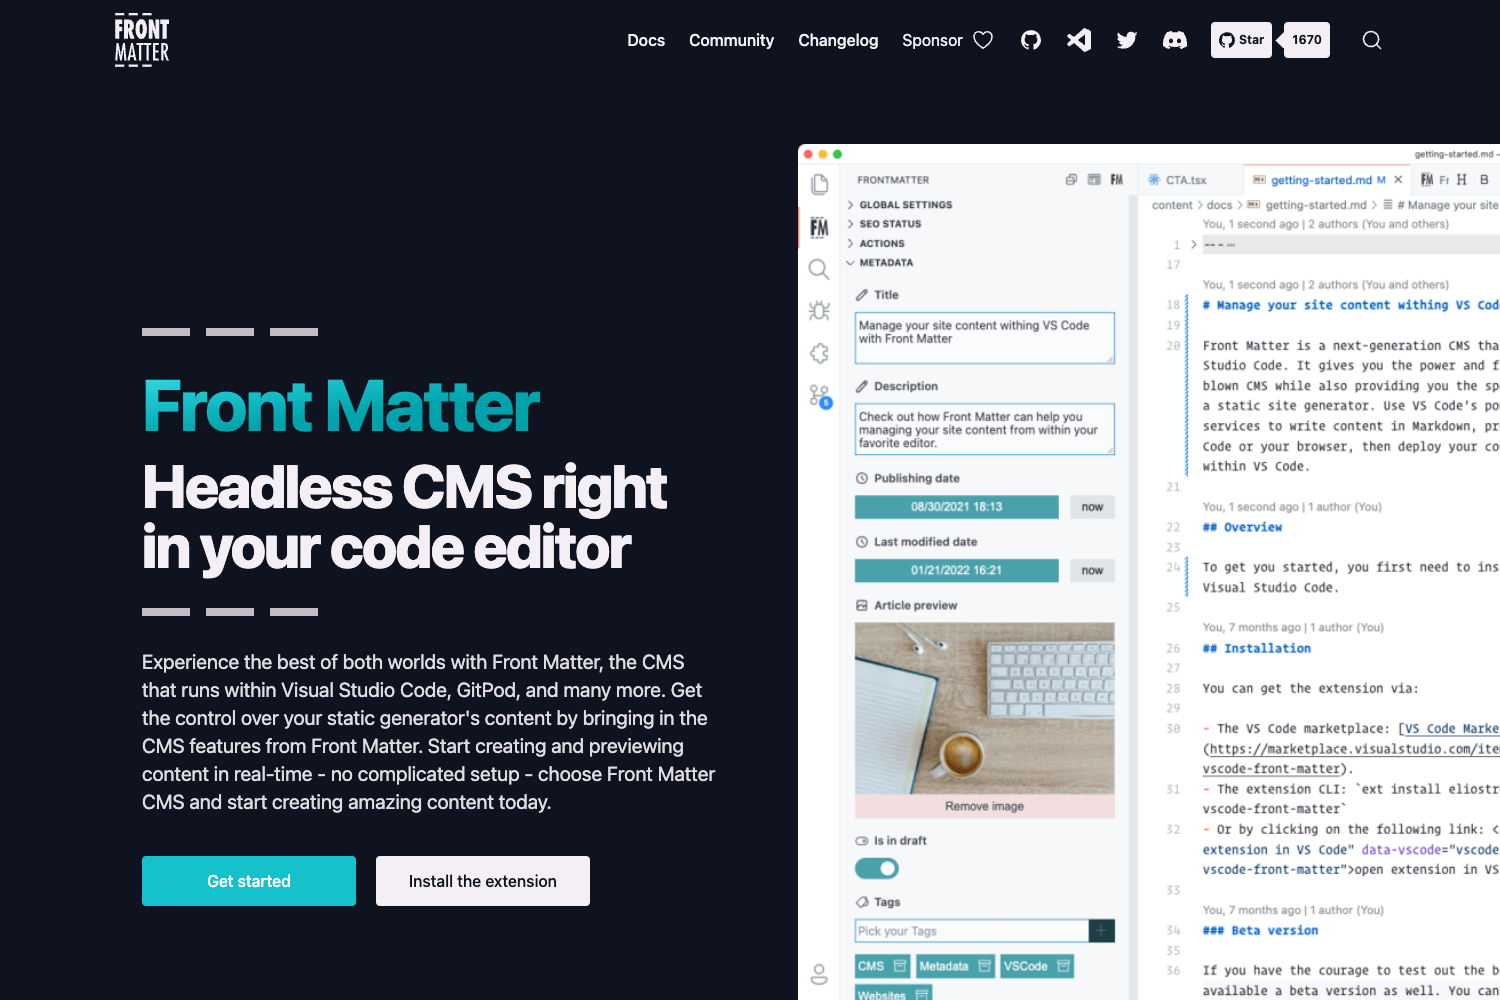 FRONT
MATTER
Docs
Community
Changelog
Sponsor
Star
1670
Front Matter
Headless CMS right
in your code editor
Experience the best of both worlds with Front Matter, the CMS
that runs within Visual Studio Code, GitPod, and many more. Get
the control over your static generator's content by bringing in the
CMS features from Front Matter. Start creating and previewing
content in real-time - no complicated setup - choose Front Matter
CMS and start creating amazing content today.
Get started
Install the extension
FRONTMATTER
FM
FM
GLOBAL SETTINGS
SEO STATUS
ACTIONS
METADATA
Title
Manage your site content withing VS Code
with Front Matter
Description
Check out how Front Matter can help you
managing your site content from within your
favorite editor.
5
Publishing date
08/30/2021 18:13
now
Last modified date
01/21/2022 16:21
now
Article preview
Remove image
Is in draft
Tags
Pick your Tags
CMS
Metadata
VSCode
Websites
getting-started.md –
CTA.tsx
getting-started.md M
FM Fr H B
content > docs > getting-started.md > # Manage your site
You, 1 second ago | 2 authors (You and others)
1 > --- ···
17
You, 1 second ago | 2 authors (You and others)
18 # Manage your site content withing VS Cod
19
20 Front Matter is a next-generation CMS tha
Studio Code. It gives you the power and f
blown CMS while also providing you the sp
a static site generator. Use VS Code's po
services to write content in Markdown, pr
Code or your browser, then deploy your co
within VS Code.
21
You, 1 second ago | 1 author (You)
22 ## Overview
23
24 To get you started, you first need to ins
Visual Studio Code.
25
You, 7 months ago | 1 author (You)
26 ## Installation
27
28 You can get the extension via:
29
30 - The VS Code marketplace: [VS Code Marke
(https://marketplace.visualstudio.com/ite
vscode-front-matter).
31 - The extension CLI: `ext install eliostr
vscode-front-matter`
32 - Or by clicking on the following link: <
extension in VS Code" data-vscode="vscode
vscode-front-matter">open extension in VS
33
You, 7 months ago | 1 author (You)
34 ### Beta version
35
36 If you have the courage to test out the b
available a beta version as well. You can